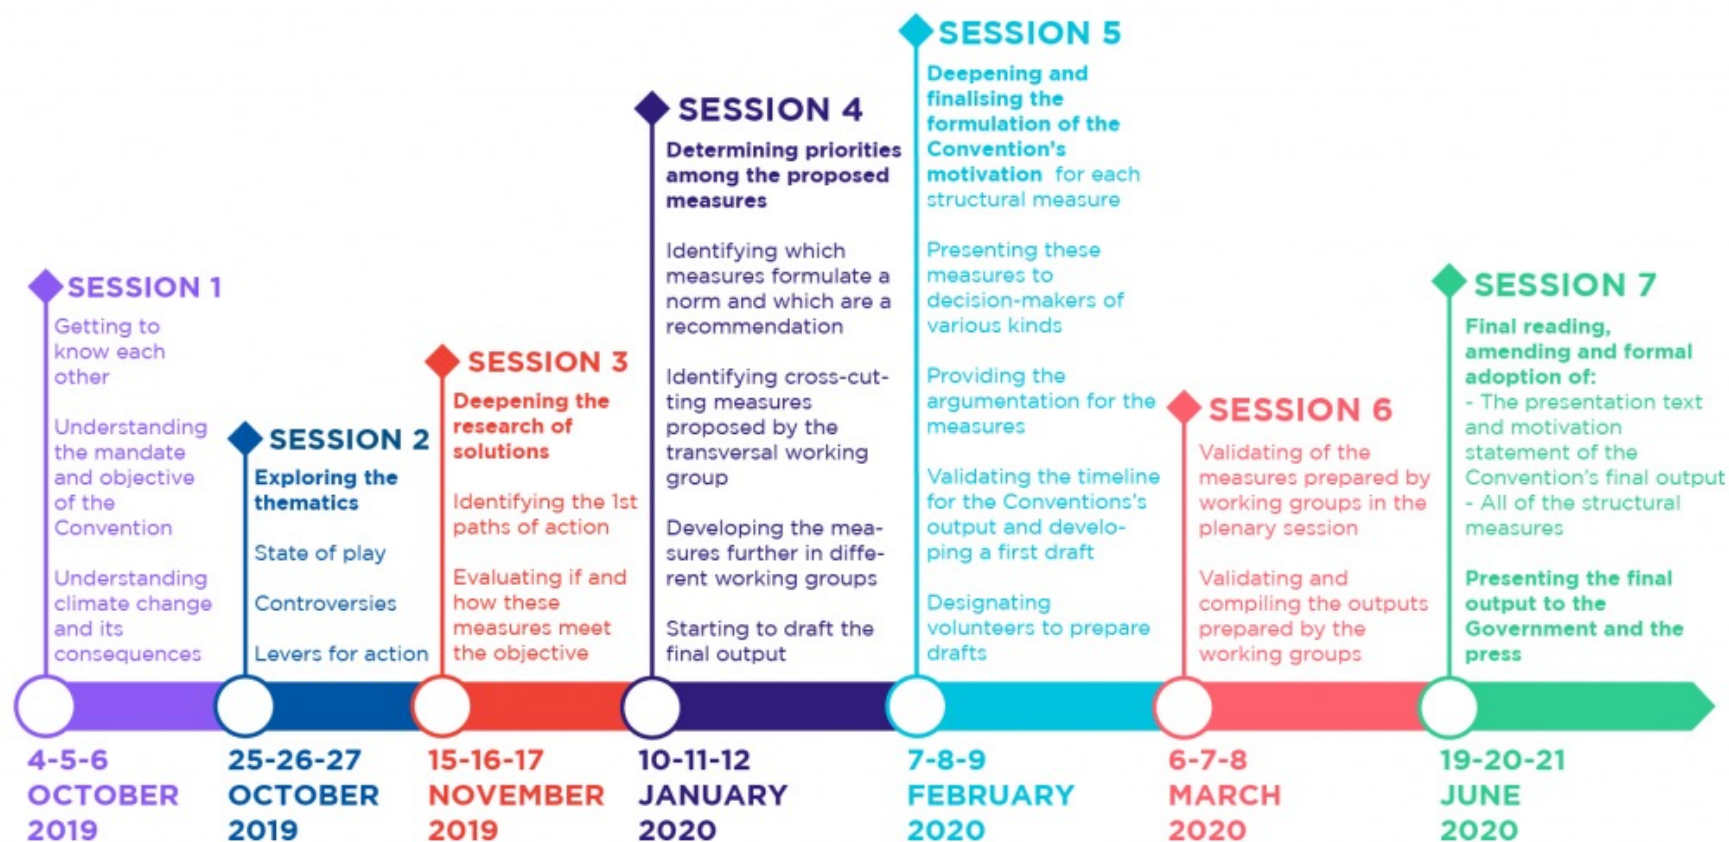 SESSION 1
Getting to
know each
other
Understanding
the mandate
and objective
of the
Convention
Understanding
climate change
and its
consequences
4-5-6
OCTOBER
2019
SESSION 2
Exploring the
thematics
State of play
Controversies
Levers for action
25-26-27
OCTOBER
2019
SESSION 3
Deepening the
research of
solutions
Identifying the 1st
paths of action
Evaluating if and
how these
measures meet
the objective
15-16-17
NOVEMBER
2019
SESSION 4
Determining priorities
among the proposed
measures
Identifying which
measures formulate a
norm and which are a
recommendation
Identifying cross-cut-
ting measures
proposed by the
transversal working
group
Developing the mea-
sures further in diffe-
rent working groups
Starting to draft the
final output
10-11-12
JANUARY
2020
SESSION 5
Deepening and
finalising the
formulation of the
Convention's
motivation for each
structural measure
Presenting these
measures to
decision-makers of
various kinds
Providing the
argumentation for the
measures
Validating the timeline
for the Conventions's
output and develo-
ping a first draft
Designating
volunteers to prepare
drafts
7-8-9
FEBRUARY
2020
SESSION 6
Validating of the
measures prepared by
working groups in the
plenary session
Validating and
compiling the outputs
prepared by the
working groups
6-7-8
MARCH
2020
SESSION 7
Final reading,
amending and formal
adoption of:
- The presentation text
and motivation
statement of the
Convention's final output
- All of the structural
measures
Presenting the final
output to the
Government and the
press
19-20-21
JUNE
2020